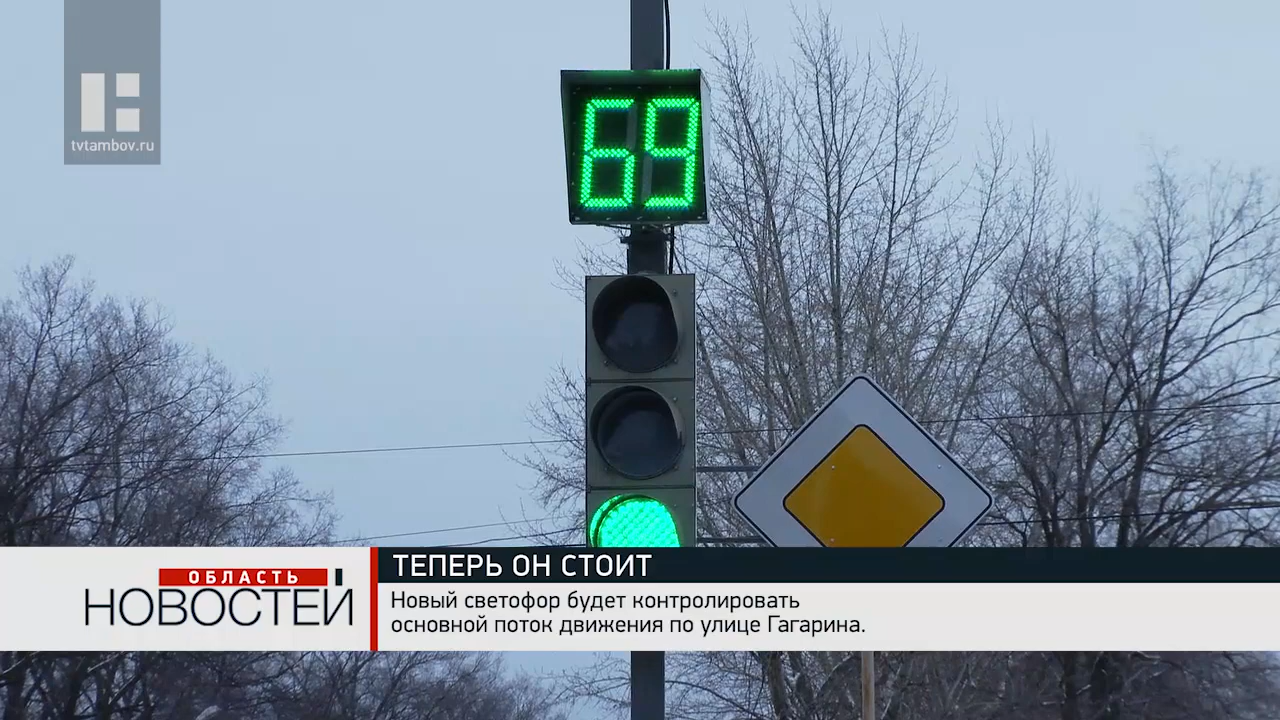 tvtambov.ru
69
ОБЛАСТЬ
НОВОСТЕЙ
ТЕПЕРЬ ОН СТОИТ
Новый светофор будет контролировать
основной поток движения по улице Гагарина.